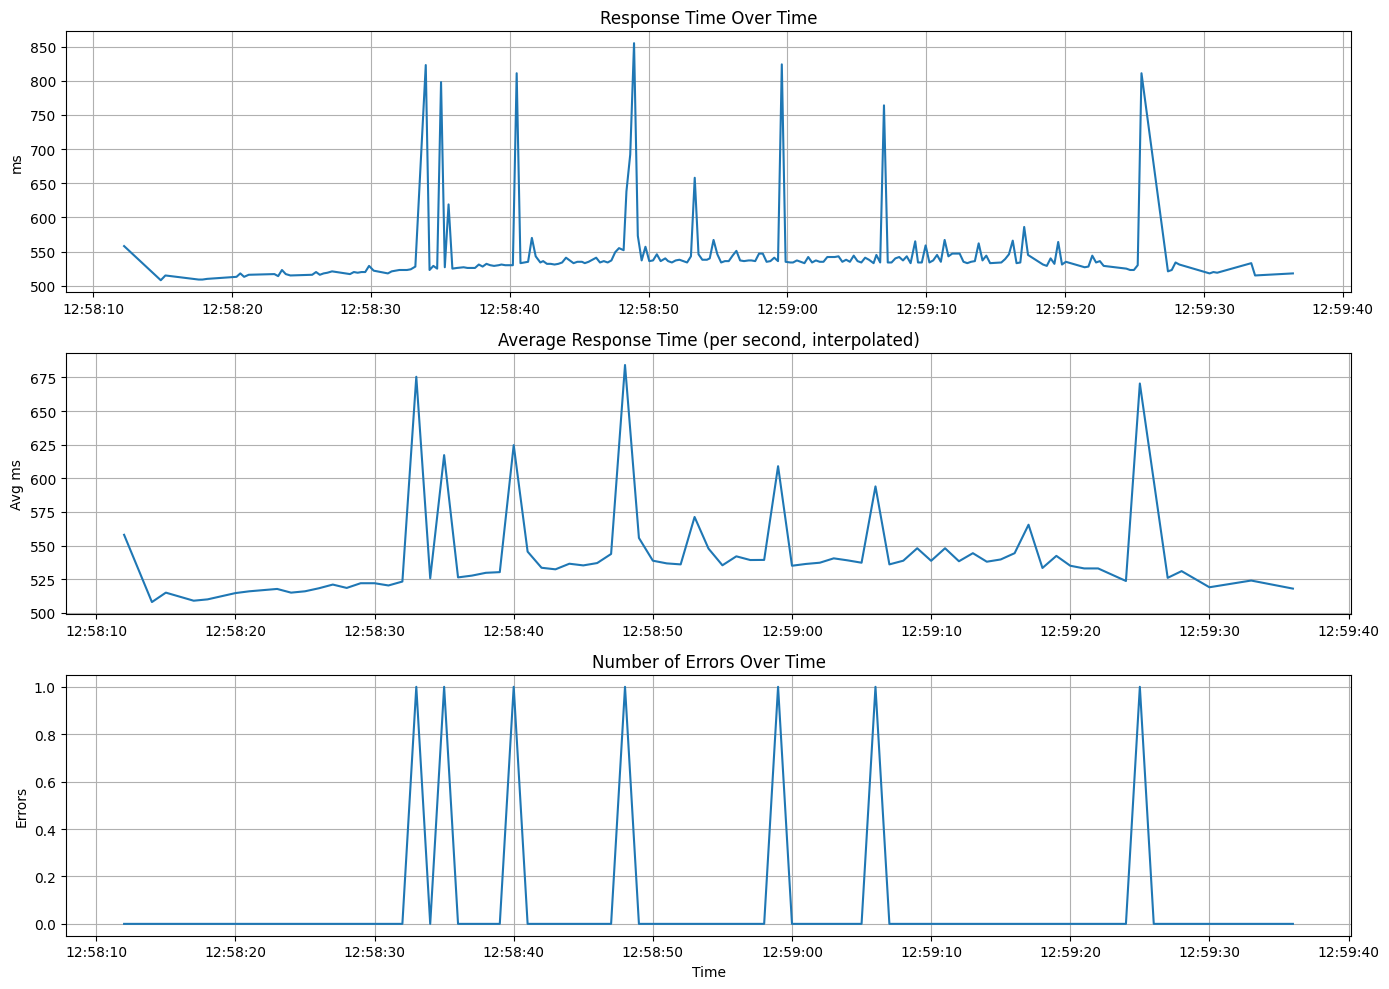 Response Time Over Time
850
800
750
700
650
600
550
500
ms
12:58:10 12:58:20 12:58:30 12:58:40 12:58:50 12:59:00 12:59:10 12:59:20 12:59:30 12:59:40
Average Response Time (per second, interpolated)
675
650
625
600
575
550
525
500
Avg ms
12:58:10 12:58:20 12:58:30 12:58:40 12:58:50 12:59:00 12:59:10 12:59:20 12:59:30 12:59:40
Number of Errors Over Time
1.0
0.8
0.6
0.4
0.2
0.0
Errors
12:58:10 12:58:20 12:58:30 12:58:40 12:58:50 12:59:00 12:59:10 12:59:20 12:59:30 12:59:40
Time